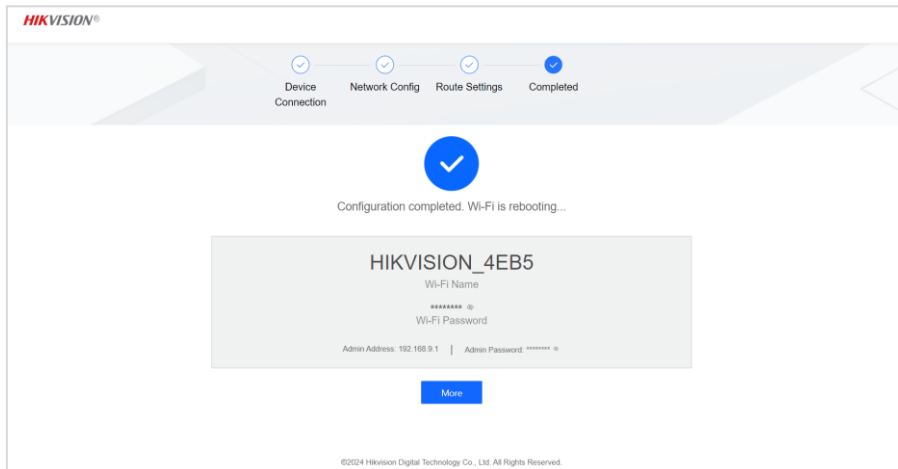 HIKVISION®
Device Connection
Network Config
Route Settings
Completed
Configuration completed. Wi-Fi is rebooting...
HIKVISION_4EB5
Wi-Fi Name
********
Wi-Fi Password
Admin Address: 192.168.9.1 | Admin Password: ********
More
©2024 Hikvision Digital Technology Co., Ltd. All Rights Reserved.